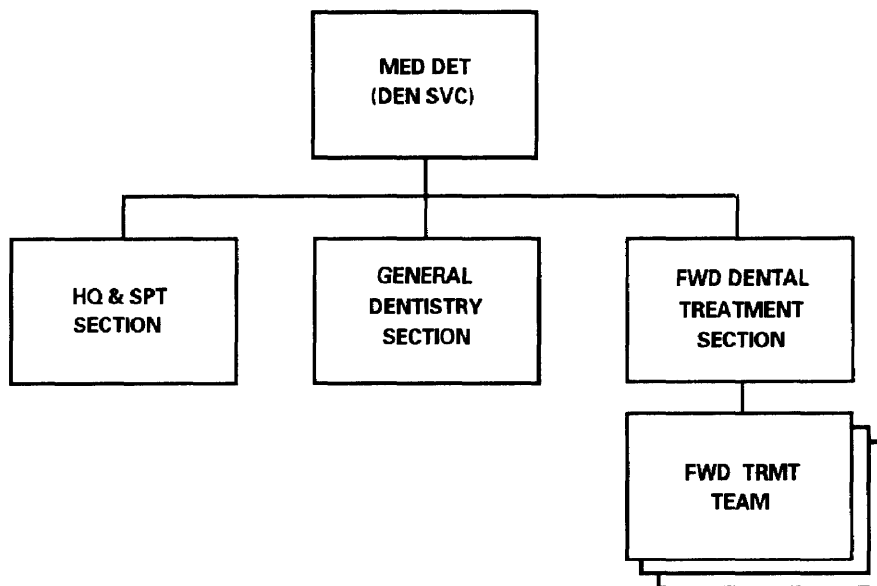 MED DET
(DEN SVC)
HQ & SPT
SECTION
GENERAL
DENTISTRY
SECTION
FWD DENTAL
TREATMENT
SECTION
FWD TRMT
TEAM